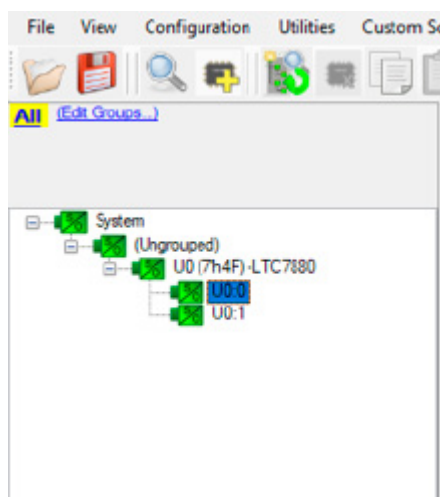 File View Configuration Utilities Custom Sc
All (Edit Groups...)
System
(Ungrouped)
U0 (7h4F) -LTC7880
U0:0
U0:1